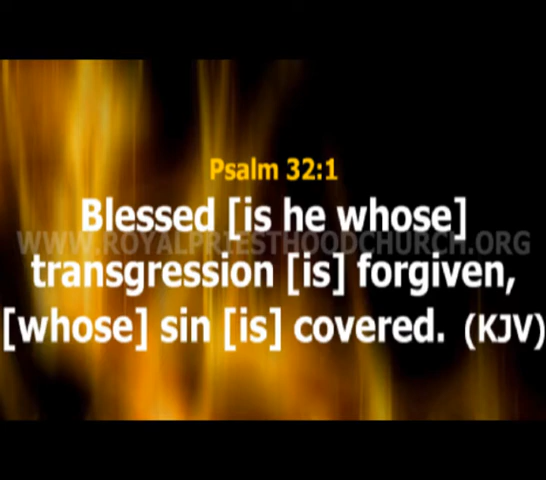 Psalm 32:1
Blessed [is he whose]
WWW.ROYALPRIESTHOODCHURCH.ORG
transgression [is] forgiven,
[whose] sin [is] covered. (KJV)